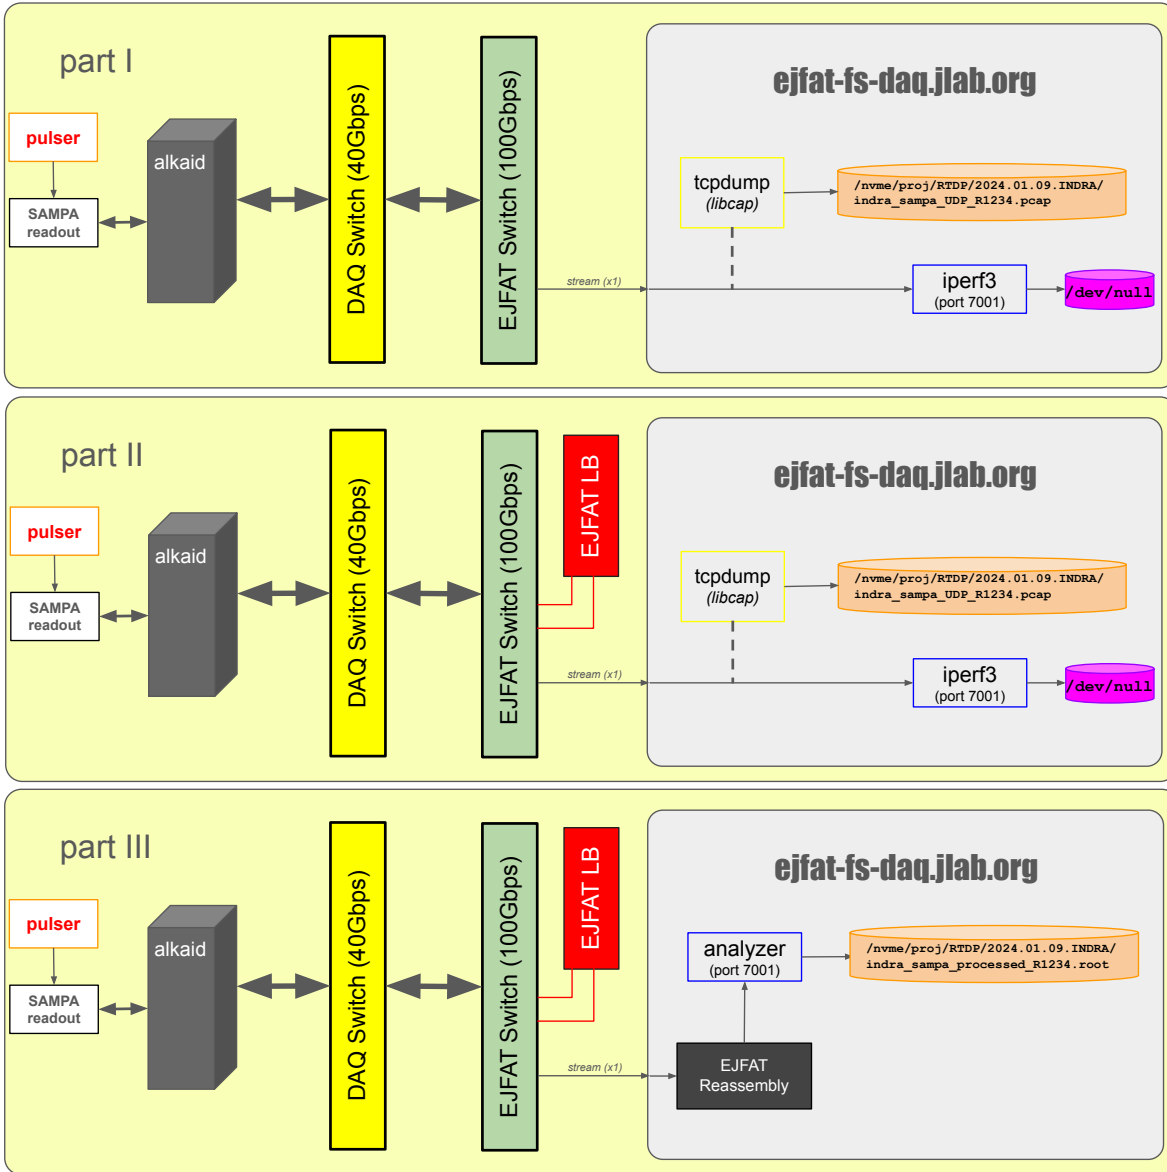 part I
pulser
SAMPA
readout
alkaid
DAQ Switch (40Gbps)
EJFAT Switch (100Gbps)
stream (x1)
ejfat-fs-daq.jlab.org
tcpdump
(libcap)
/nvme/proj/RTDP/2024.01.09.INDRA/
indra_sampa_UDP_R1234.pcap
iperf3
(port 7001)
/dev/null
part II
pulser
SAMPA
readout
alkaid
DAQ Switch (40Gbps)
EJFAT Switch (100Gbps)
EJFAT LB
stream (x1)
ejfat-fs-daq.jlab.org
tcpdump
(libcap)
/nvme/proj/RTDP/2024.01.09.INDRA/
indra_sampa_UDP_R1234.pcap
iperf3
(port 7001)
/dev/null
part III
pulser
SAMPA
readout
alkaid
DAQ Switch (40Gbps)
EJFAT Switch (100Gbps)
EJFAT LB
stream (x1)
ejfat-fs-daq.jlab.org
analyzer
(port 7001)
/nvme/proj/RTDP/2024.01.09.INDRA/
indra_sampa_processed_R1234.root
EJFAT
Reassembly